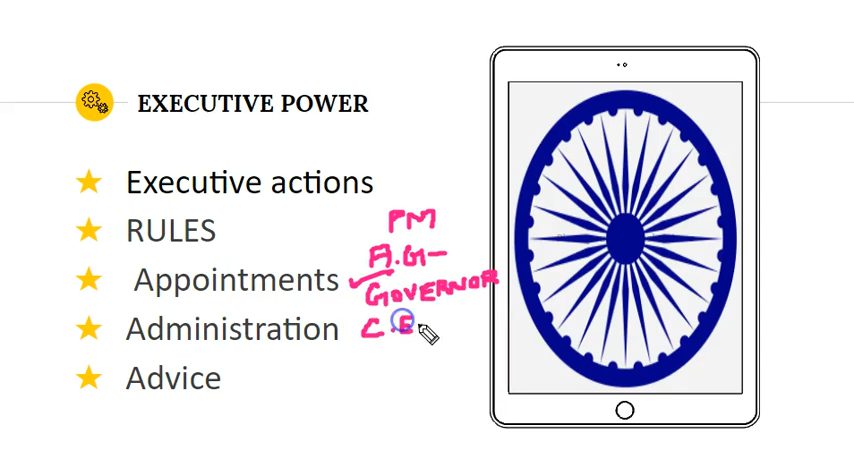 EXECUTIVE POWER
Executive actions
RULES
PM
A.G-
Appointments
GOVERNOR
Administration
C.E
Advice